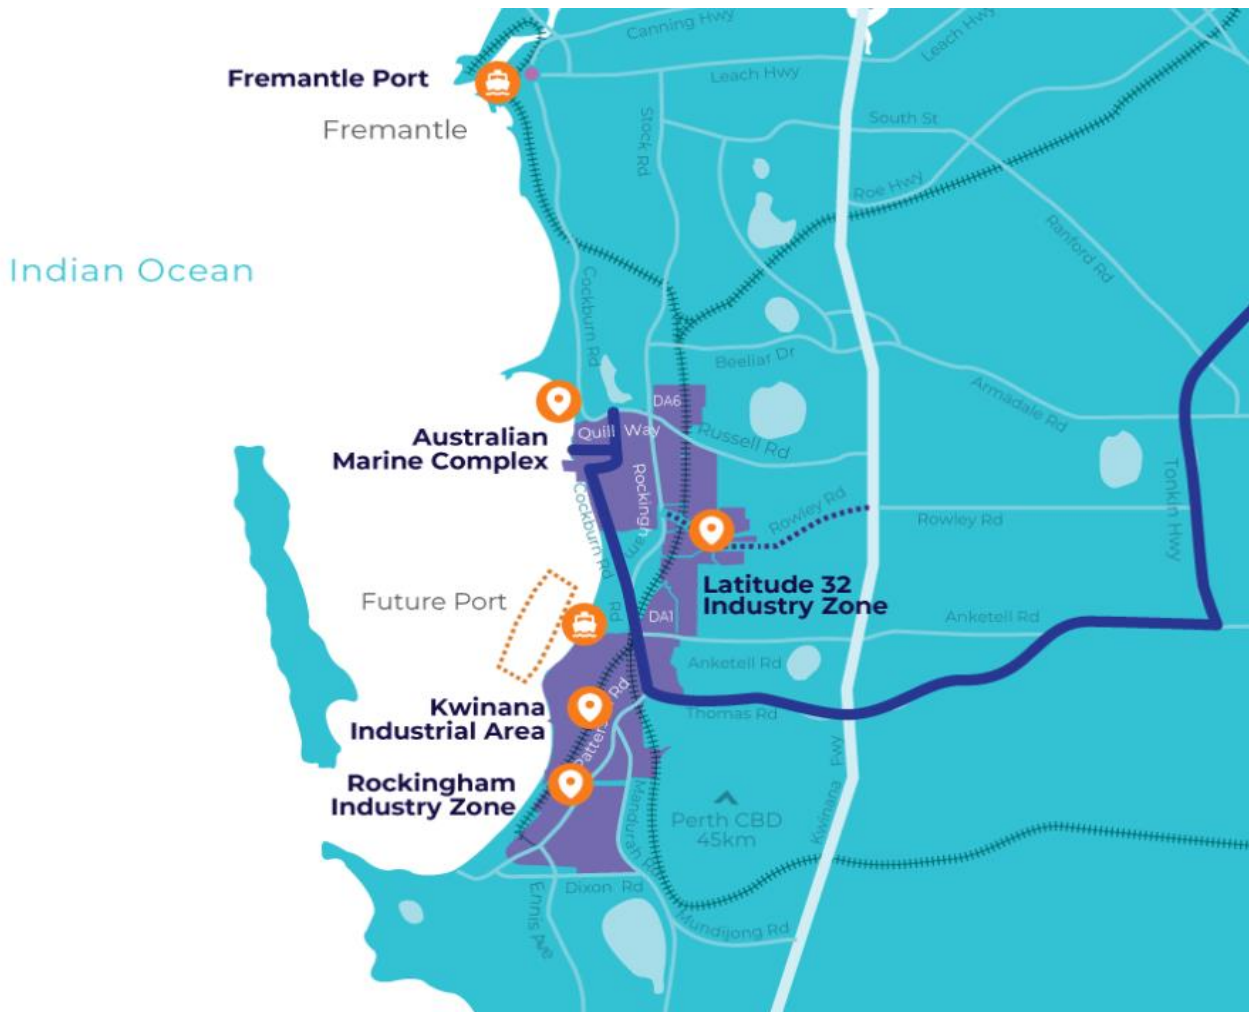 Canning Hwy
Leach Hwy
Leach Hwy
Fremantle Port
Fremantle
Stock Rd
South St
Roe Hwy
Ranford Rd
Indian Ocean
Cockburn Rd
Beeliar Dr
Armadale Rd
DA6
Quill Way
Russell Rd
Australian
Marine Complex
Rockingham Rd
Cockburn Rd
Rowley Rd
Rowley Rd
Tonkin Hwy
Latitude 32
Industry Zone
Future Port
DA1
Anketell Rd
Anketell Rd
Kwinana
Industrial Area
Thomas Rd
Rd
Rockingham
Industry Zone
Mandurah Rd
Perth CBD
45km
Kwinana Fwy
Dixon Rd
Ennis Ave
Mundijong Rd